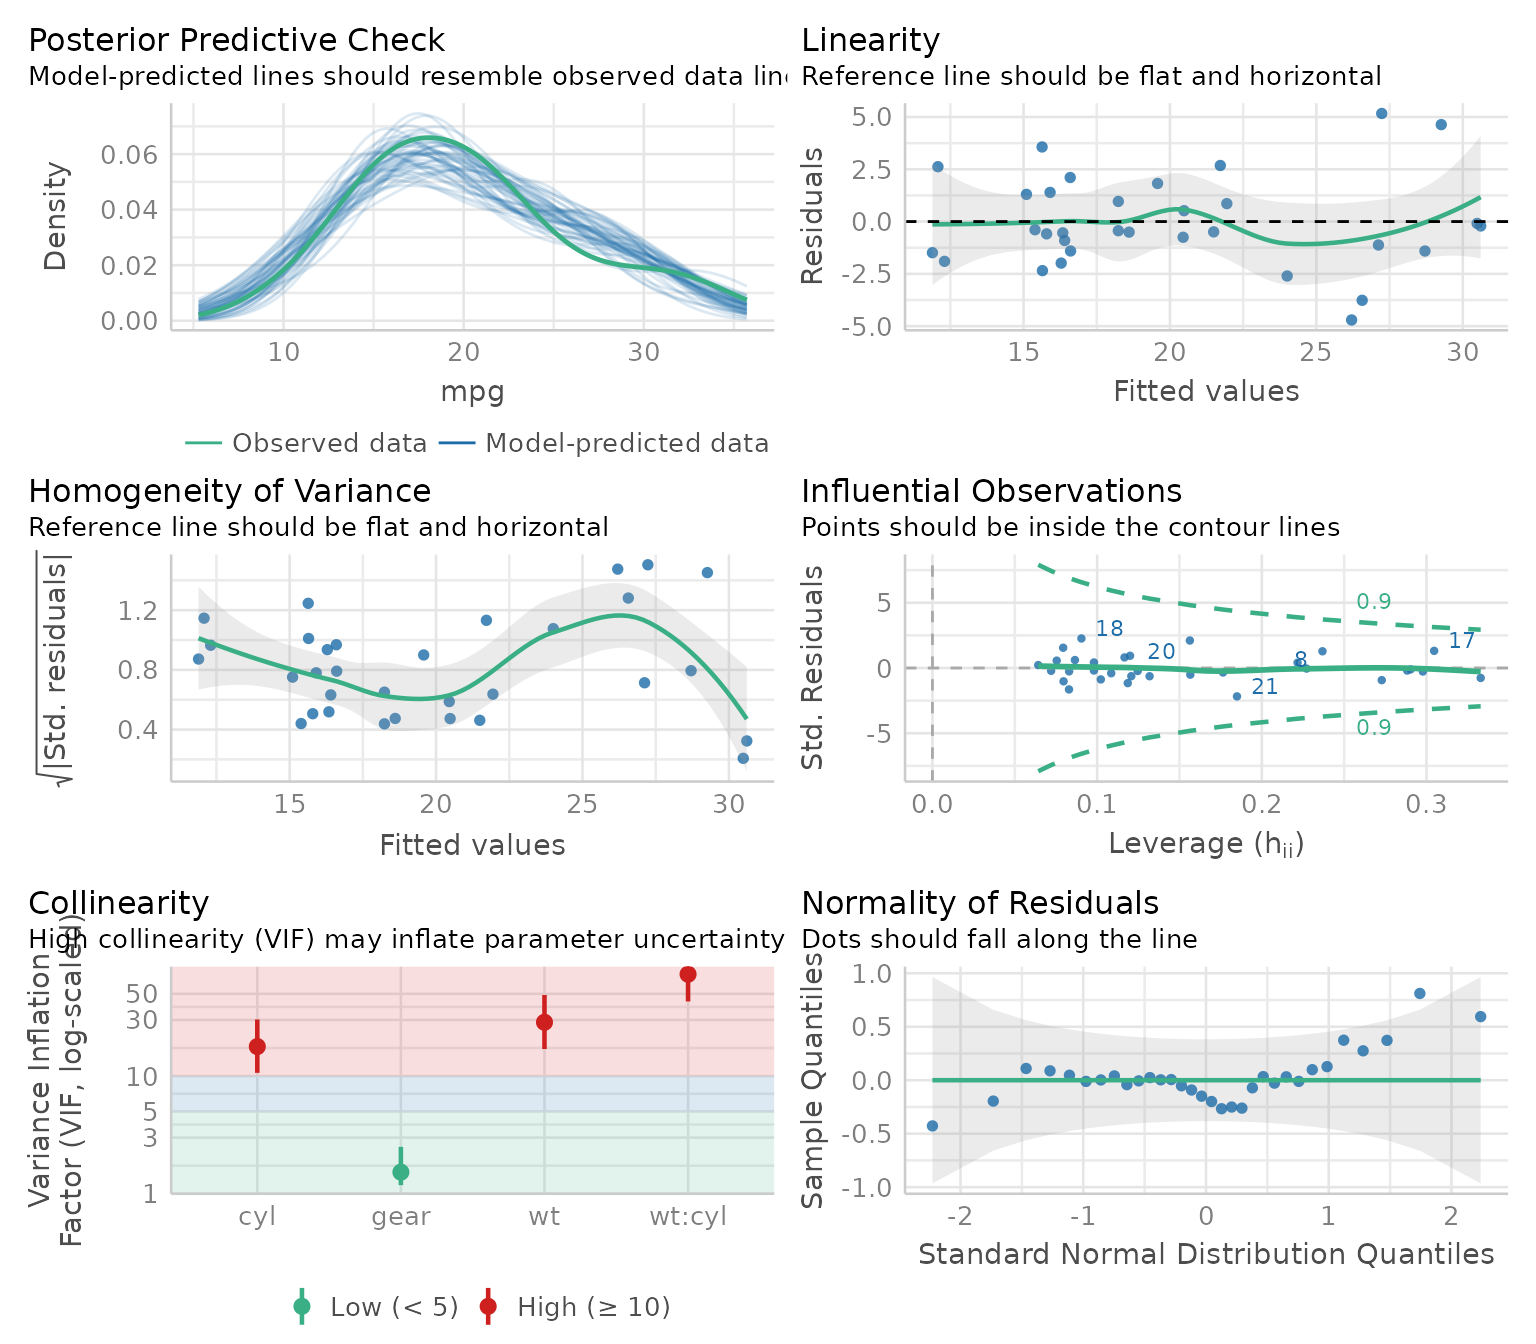 Posterior Predictive Check
Model-predicted lines should resemble observed data
Density
0.06
0.04
0.02
0.00
10 20 30
mpg
Observed data Model-predicted data
Linearity
Reference line should be flat and horizontal
Residuals
5.0
2.5
0.0
-2.5
-5.0
15 20 25 30
Fitted values
Homogeneity of Variance
Reference line should be flat and horizontal
√|Std. residuals|
1.2
0.8
0.4
15 20 25 30
Fitted values
Influential Observations
Points should be inside the contour lines
Std. Residuals
5
0
-5
0.9
18
17
20
8
21
0.9
0.0 0.1 0.2 0.3
Leverage (hii)
Collinearity
High collinearity (VIF) may inflate parameter uncertainty
Variance Inflation
Factor (VIF, log-scaled)
50
30
10
5
3
1
cyl gear wt wt:cyl
Low (< 5) High (≥ 10)
Normality of Residuals
Dots should fall along the line
Sample Quantiles
1.0
0.5
0.0
-0.5
-1.0
-2 -1 0 1 2
Standard Normal Distribution Quantiles